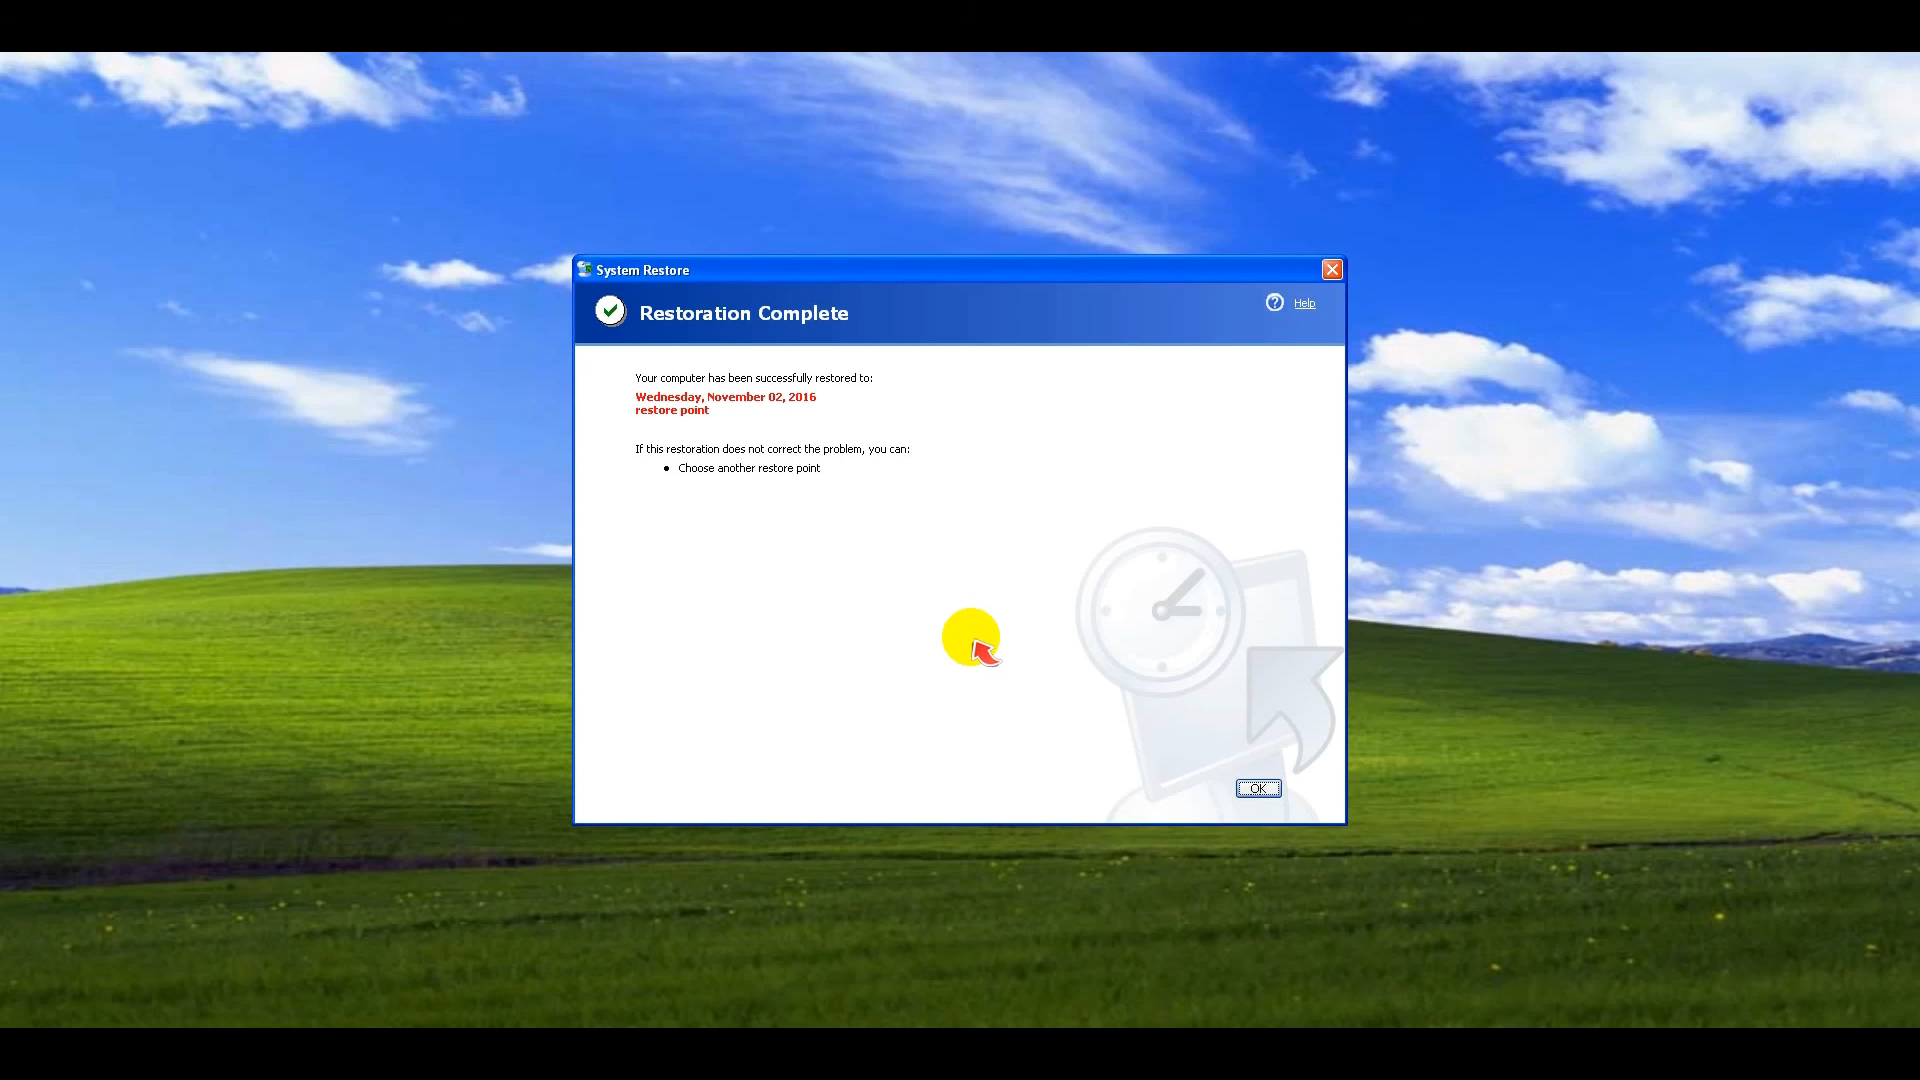 System Restore
Restoration Complete
Help
Your computer has been successfully restored to:
Wednesday, November 02, 2016
restore point
If this restoration does not correct the problem, you can:
• Choose another restore point
OK